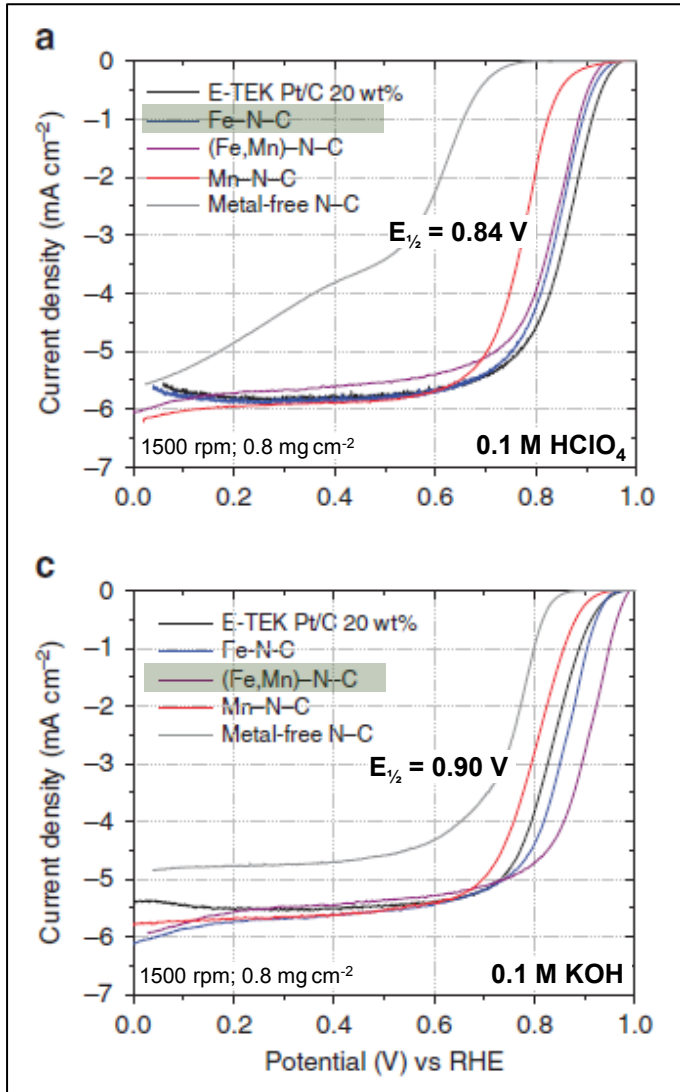 a
0
E-TEK Pt/C 20 wt%
−1
Fe–N–C
(Fe,Mn)–N–C
−2
Mn–N–C
Metal-free N–C
E½ = 0.84 V
−3
−4
−5
−6
1500 rpm; 0.8 mg cm-2
0.1 M HClO4
−7
0.0 0.2 0.4 0.6 0.8 1.0
Current density (mA cm−2)
c
0
E-TEK Pt/C 20 wt%
−1
Fe-N-C
(Fe,Mn)–N–C
−2
Mn–N–C
Metal-free N–C
E½ = 0.90 V
−3
−4
−5
−6
1500 rpm; 0.8 mg cm-2
0.1 M KOH
−7
0.0 0.2 0.4 0.6 0.8 1.0
Current density (mA cm−2)
Potential (V) vs RHE